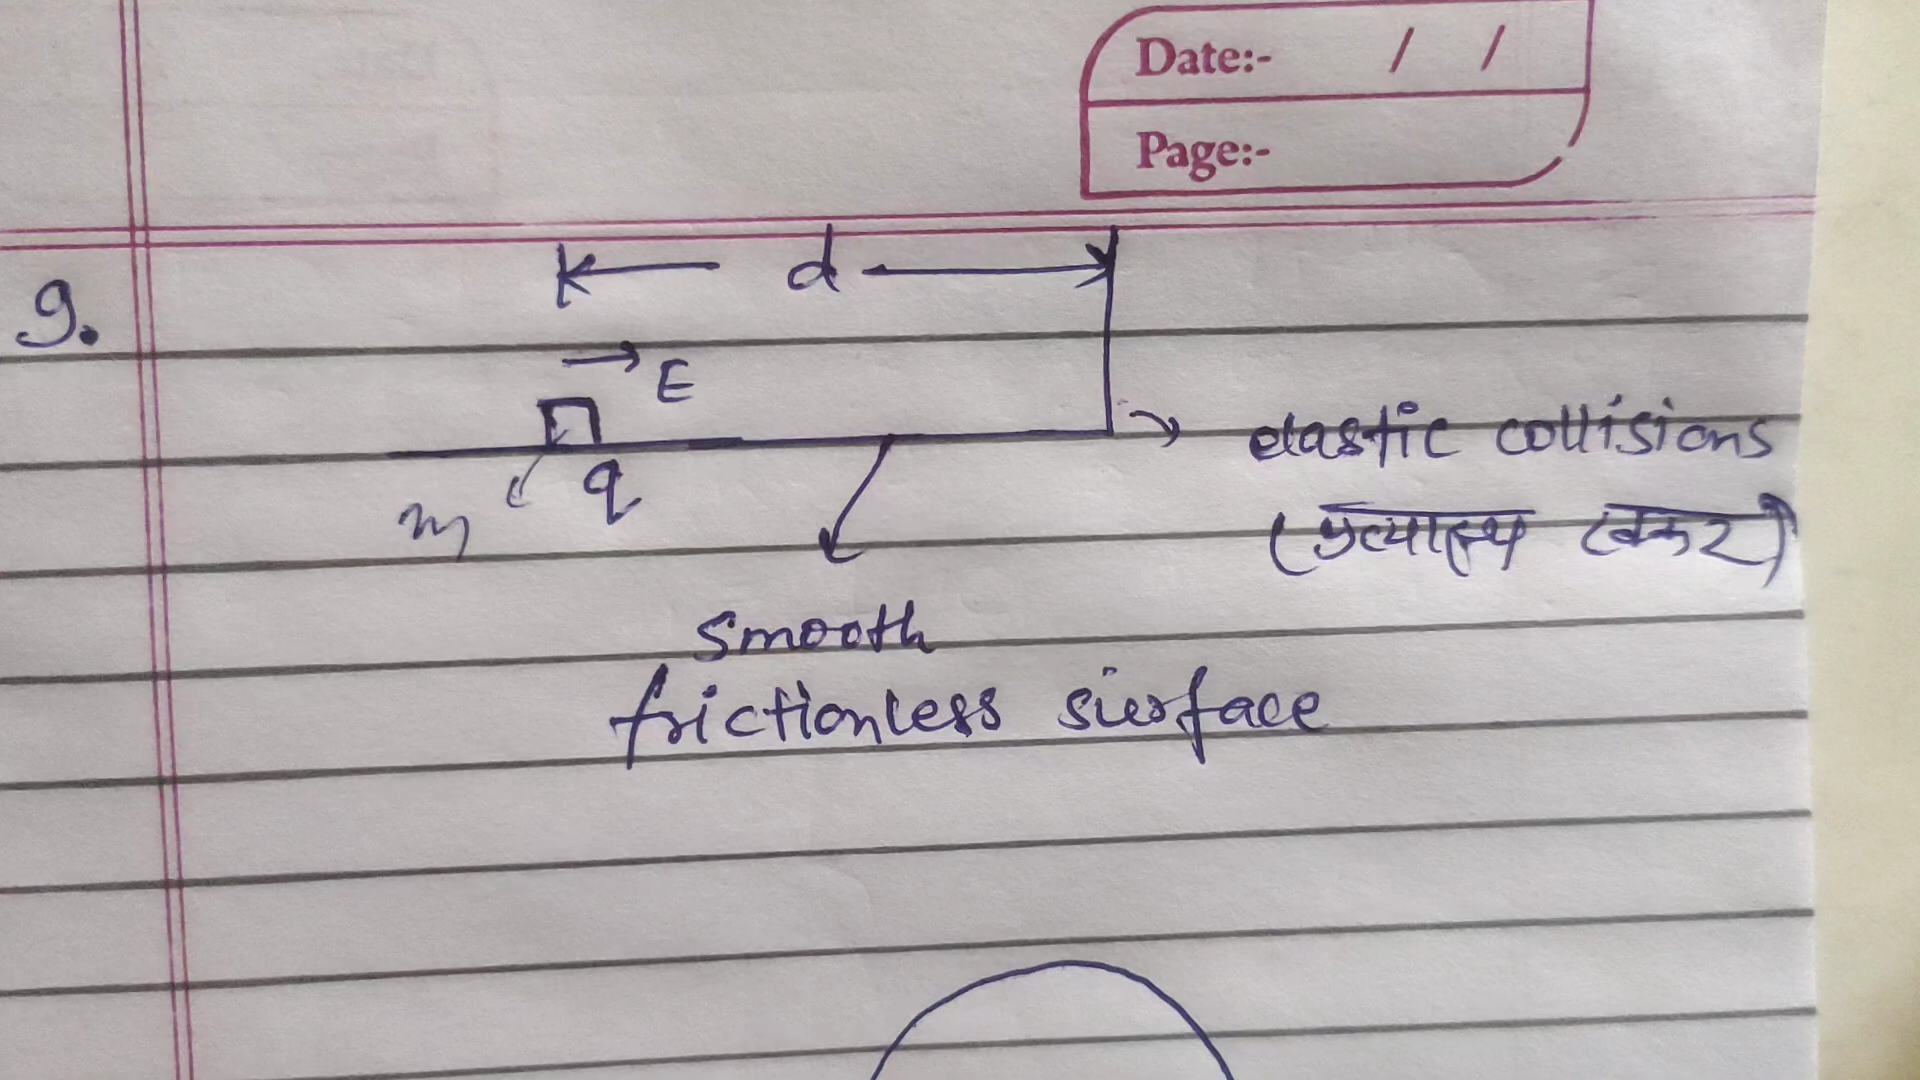 Date:- / /
Page:-
d
9.
E
elastic collisions
m q
(प्रत्यास्थ टक्कर)
smooth
frictionless surface